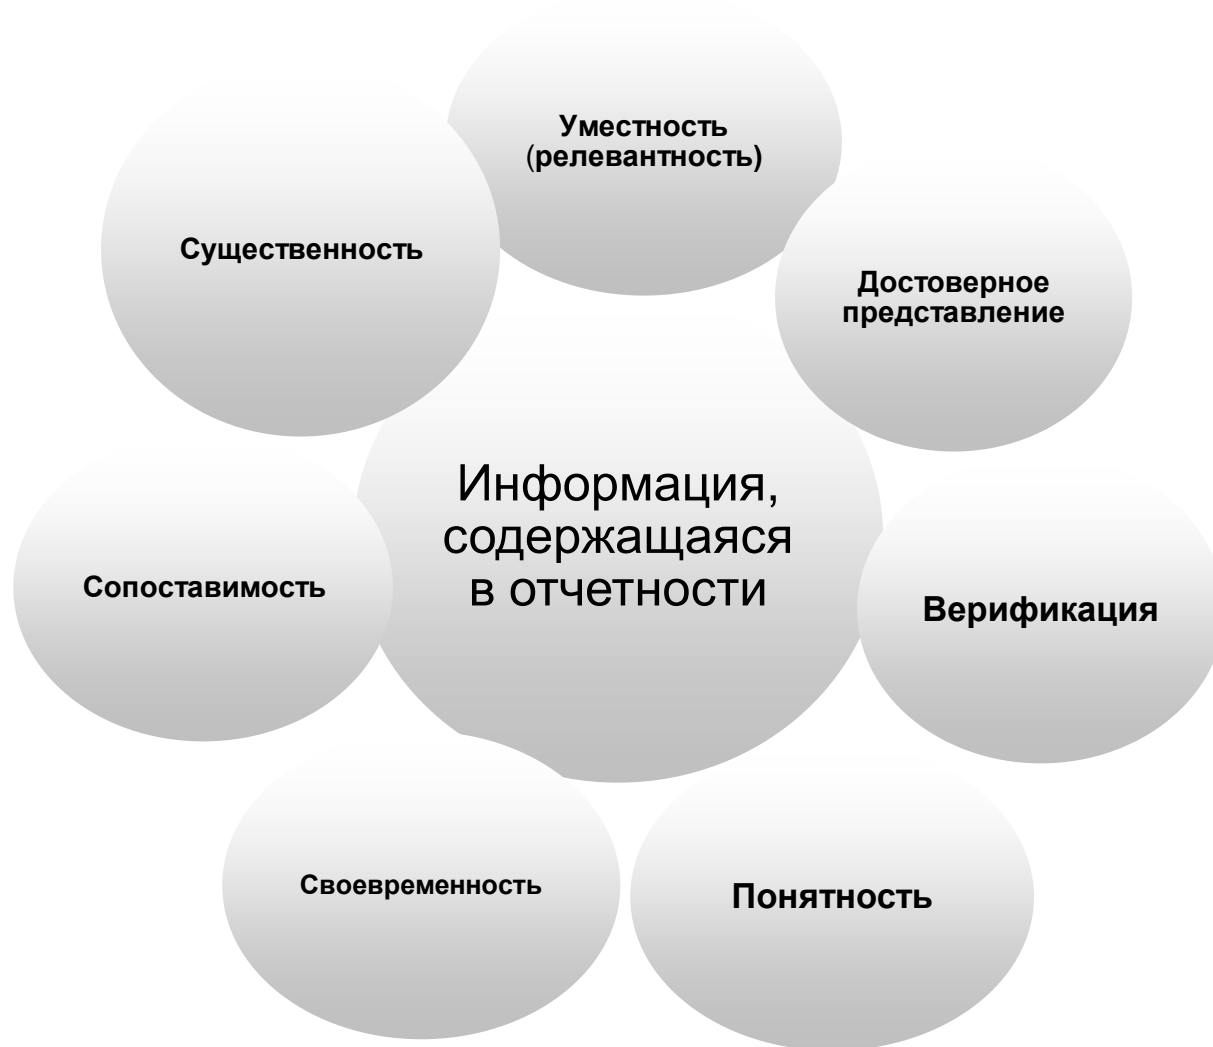 Уместность
(релевантность)
Существенность
Достоверное
представление
Информация,
содержащаяся
в отчетности
Сопоставимость
Верификация
Своевременность
Понятность